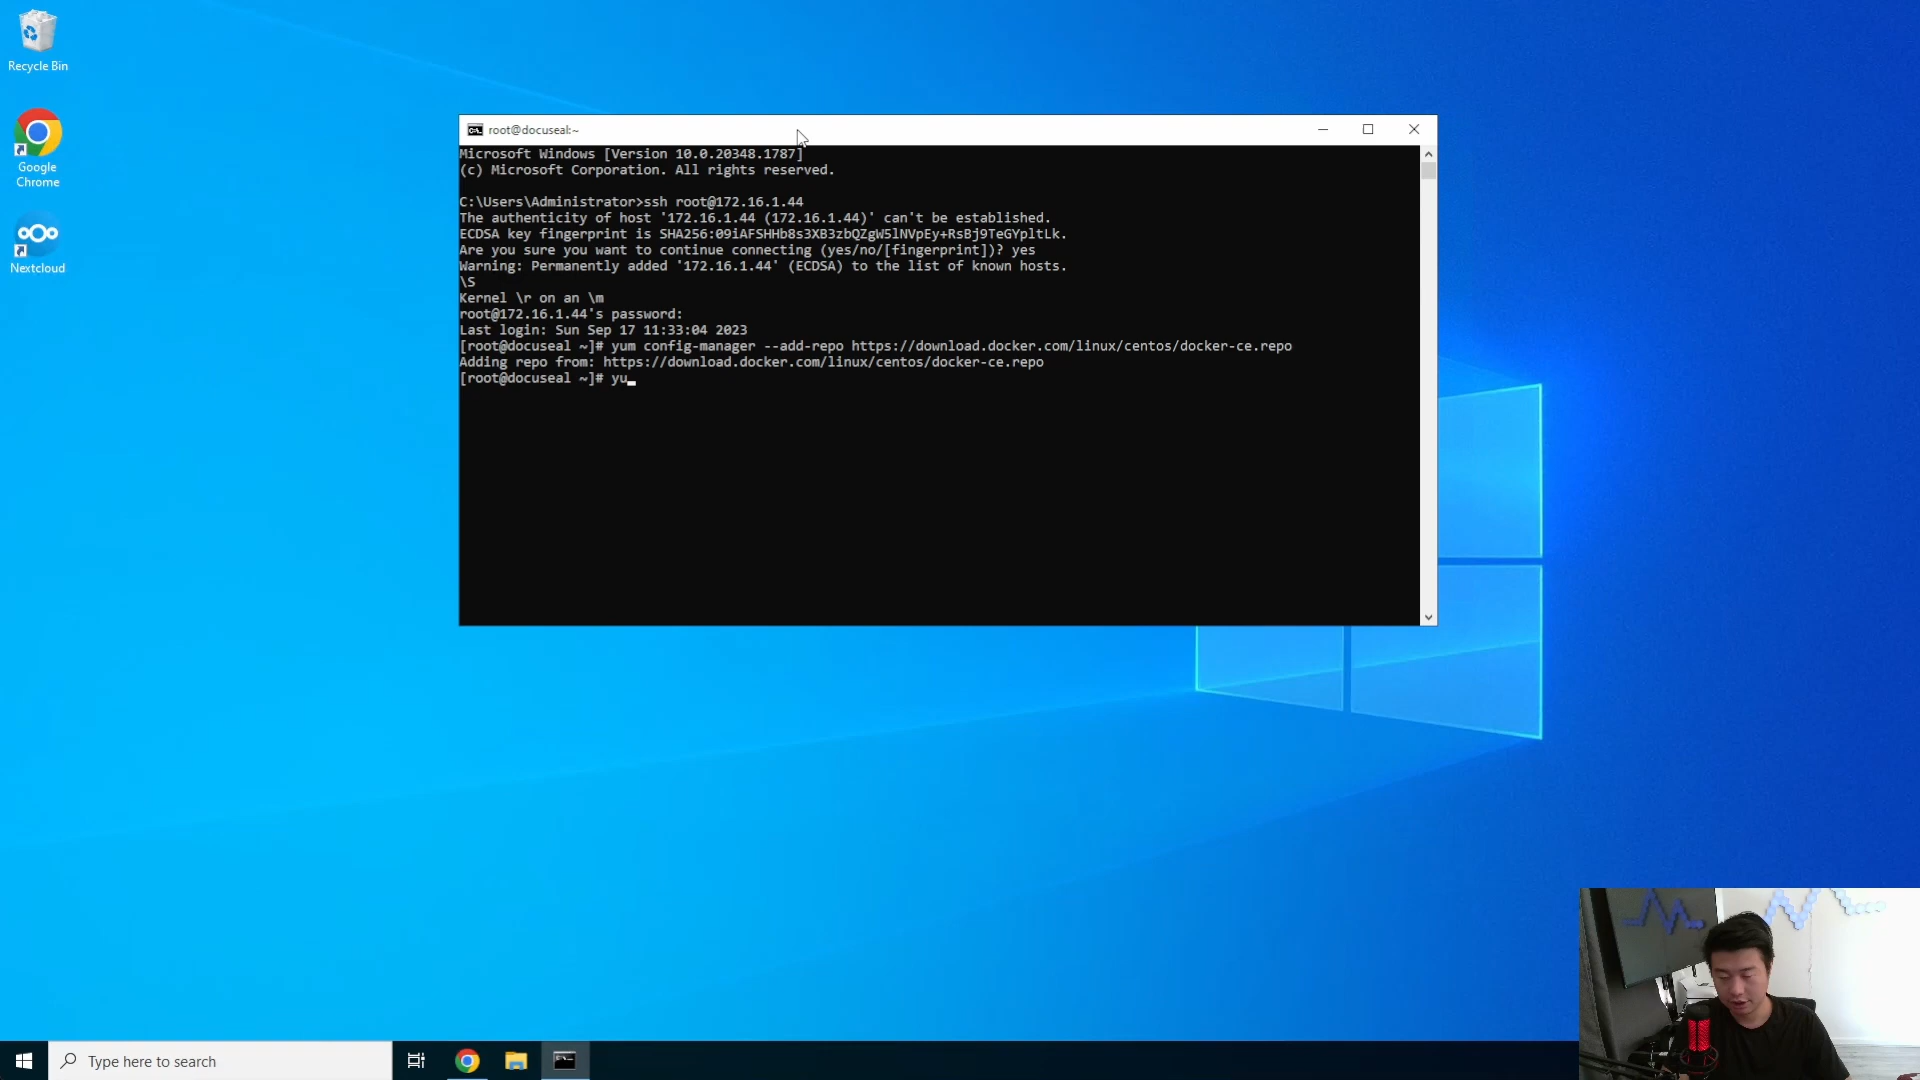 Recycle Bin
Google
Chrome
Nextcloud
root@docuseal:~
Microsoft Windows [Version 10.0.20348.1787]
(c) Microsoft Corporation. All rights reserved.
C:\Users\Administrator>ssh root@172.16.1.44
The authenticity of host '172.16.1.44 (172.16.1.44)' can't be established.
ECDSA key fingerprint is SHA256:09iAFSHHb8s3XB3zbQZgW5lNVpEy+RsBj9TeGYpltLk.
Are you sure you want to continue connecting (yes/no/[fingerprint])? yes
Warning: Permanently added '172.16.1.44' (ECDSA) to the list of known hosts.
\S
Kernel \r on an \m
root@172.16.1.44's password:
Last login: Sun Sep 17 11:33:04 2023
[root@docuseal ~]# yum config-manager --add-repo https://download.docker.com/linux/centos/docker-ce.repo
Adding repo from: https://download.docker.com/linux/centos/docker-ce.repo
[root@docuseal ~]# yu
Type here to search